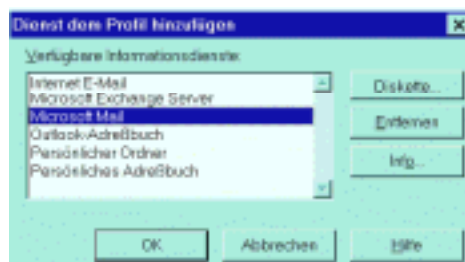 Dienst dem Profil hinzufügen
Verfügbare Informationsdienste:
Internet E-Mail
Microsoft Exchange Server
Microsoft Mail
Outlook-Adreßbuch
Persönlicher Ordner
Persönliches Adreßbuch
Diskette...
Entfernen
Info...
OK
Abbrechen
Hilfe